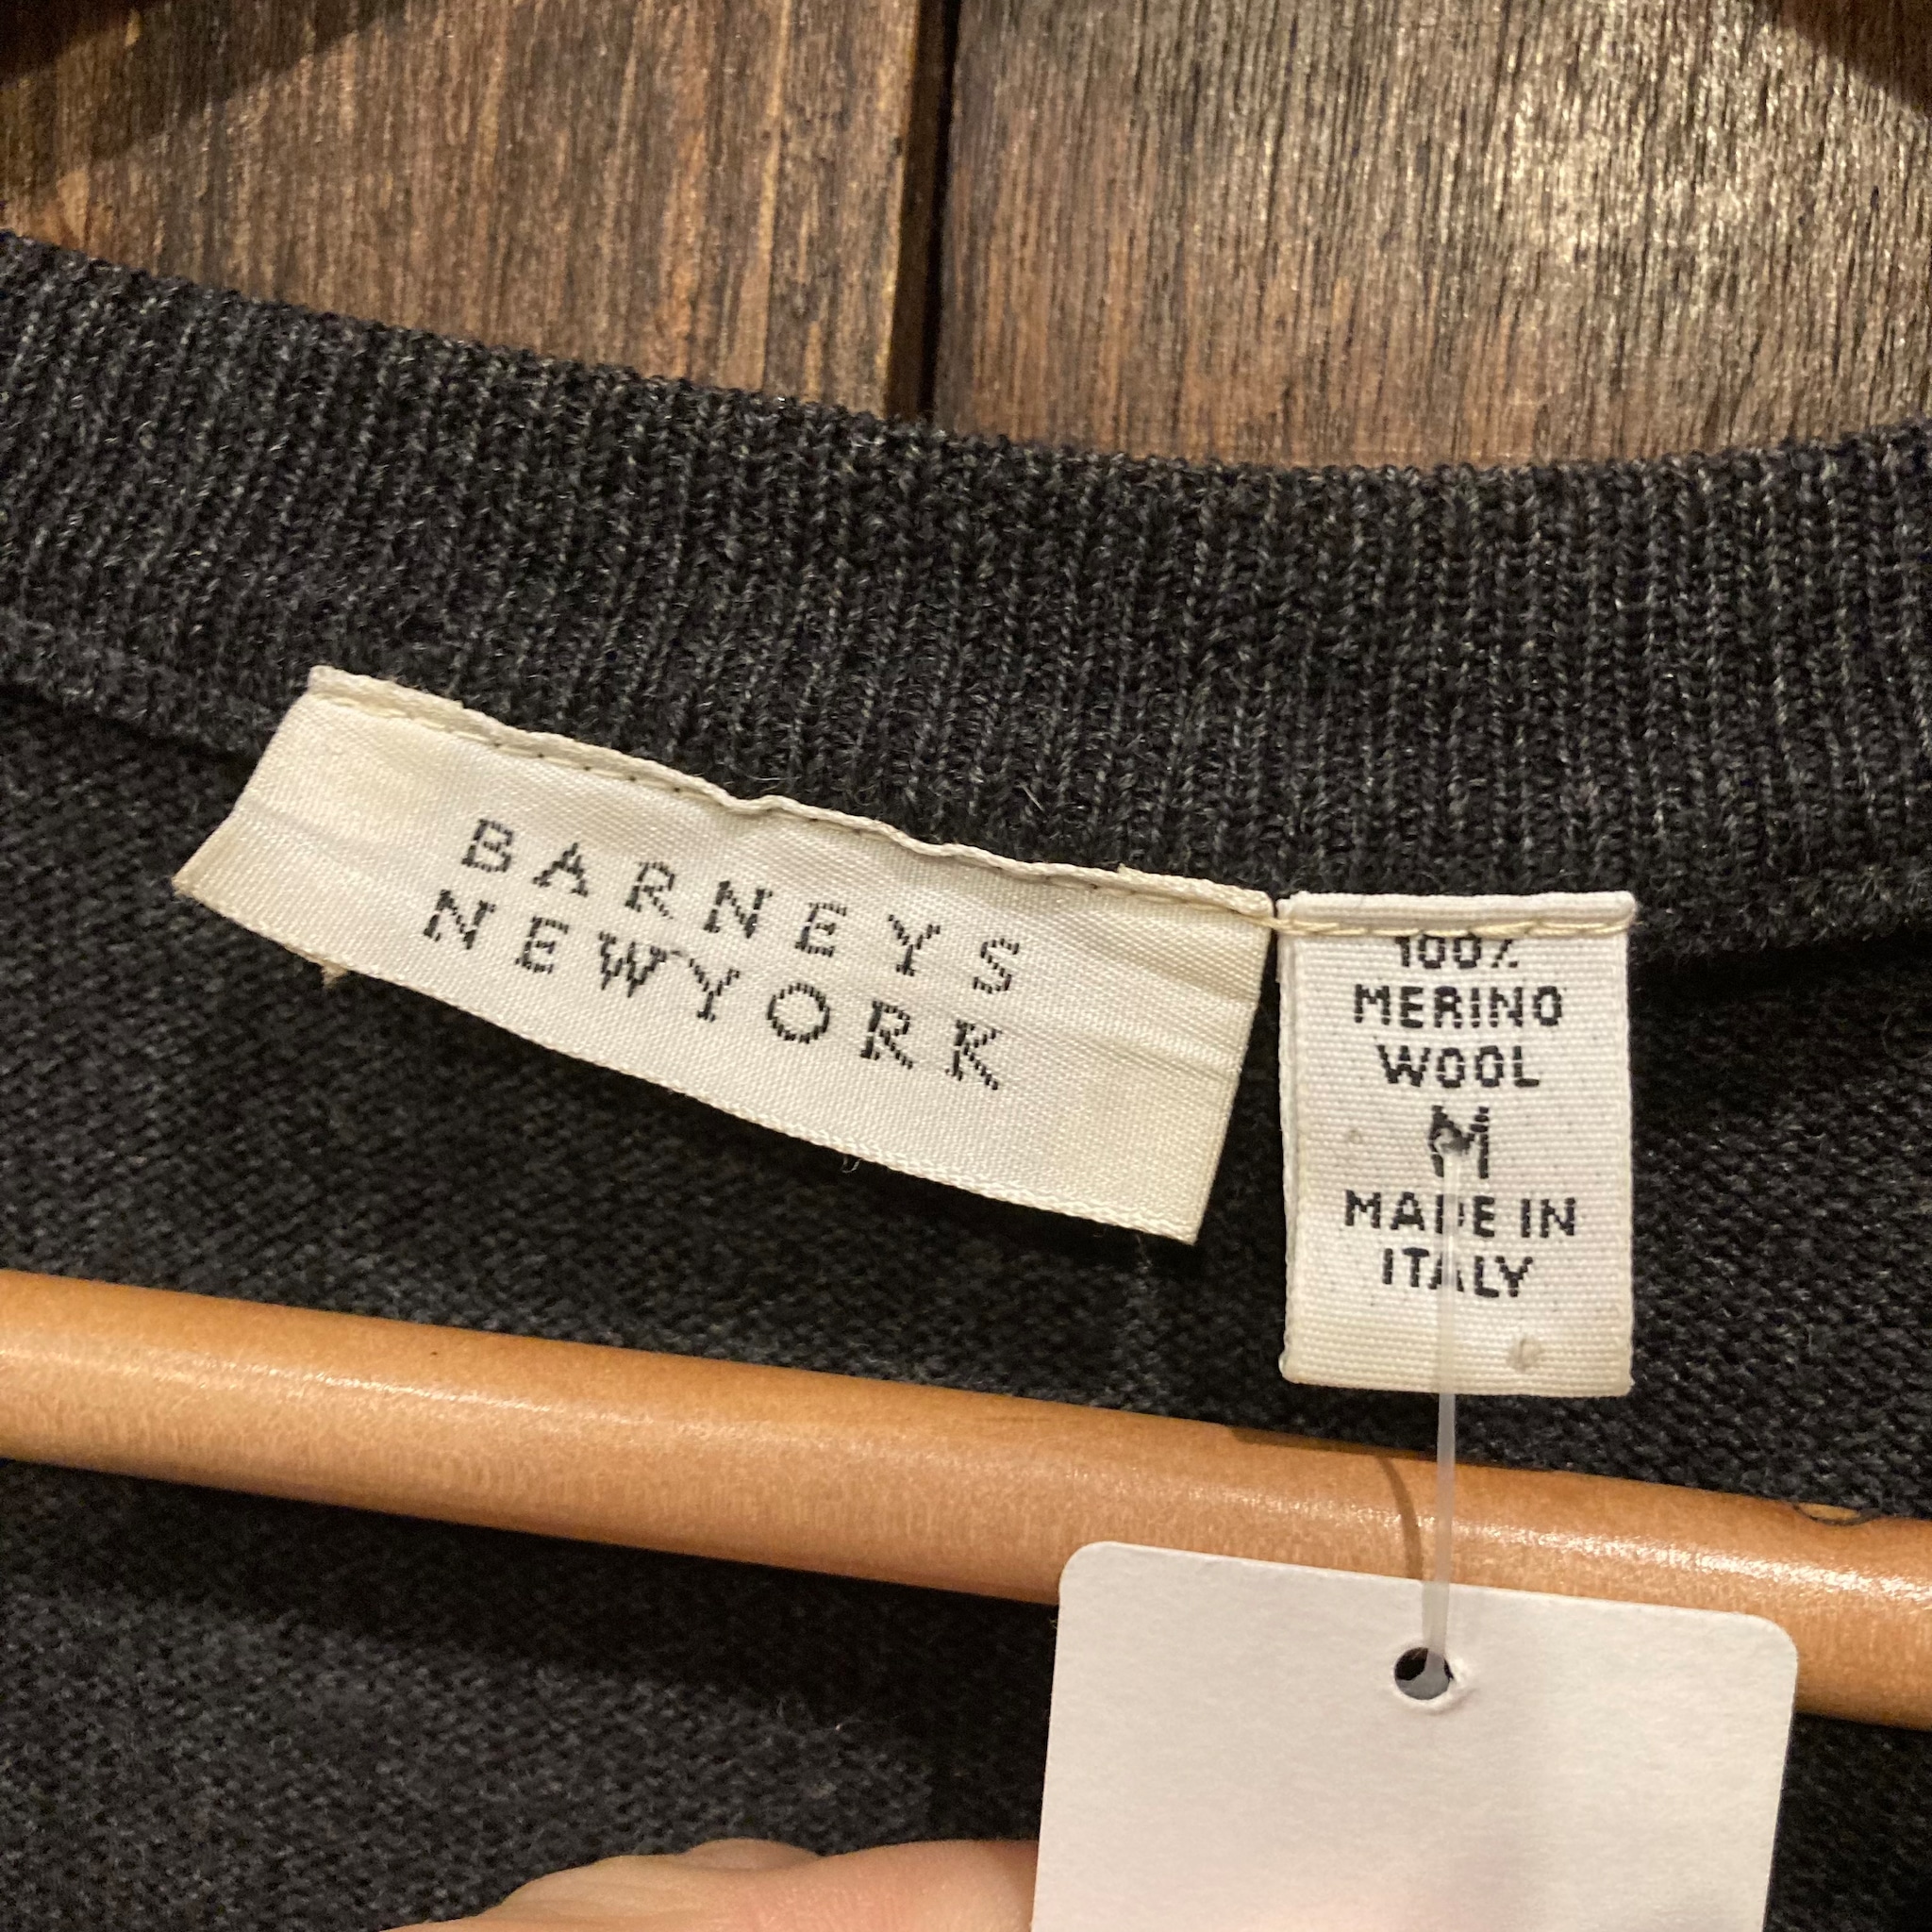 BARNEYS
NEWYORK
100%
MERINO
WOOL
M
MADE IN
ITALY